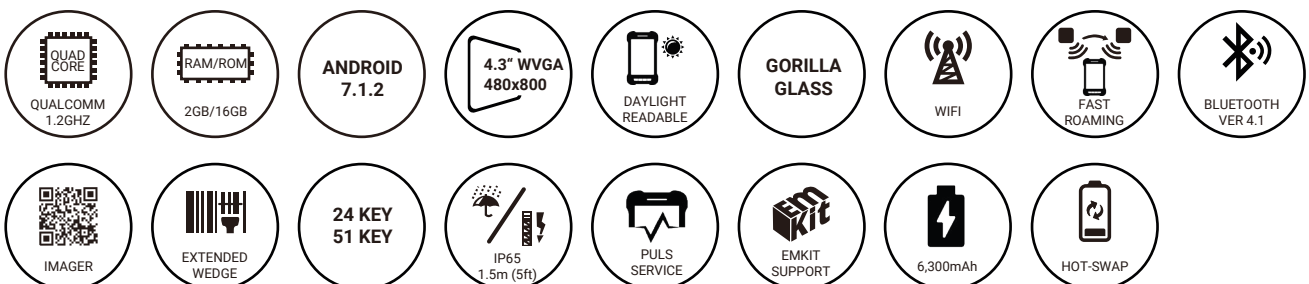 QUAD
CORE
QUALCOMM
1.2GHZ
RAM/ROM
2GB/16GB
ANDROID
7.1.2
4.3“ WVGA
480x800
DAYLIGHT
READABLE
GORILLA
GLASS
WIFI
FAST
ROAMING
BLUETOOTH
VER 4.1
IMAGER
EXTENDED
WEDGE
24 KEY
51 KEY
IP65
1.5m (5ft)
PULS
SERVICE
EM
Kit
EMKIT
SUPPORT
6,300mAh
HOT-SWAP